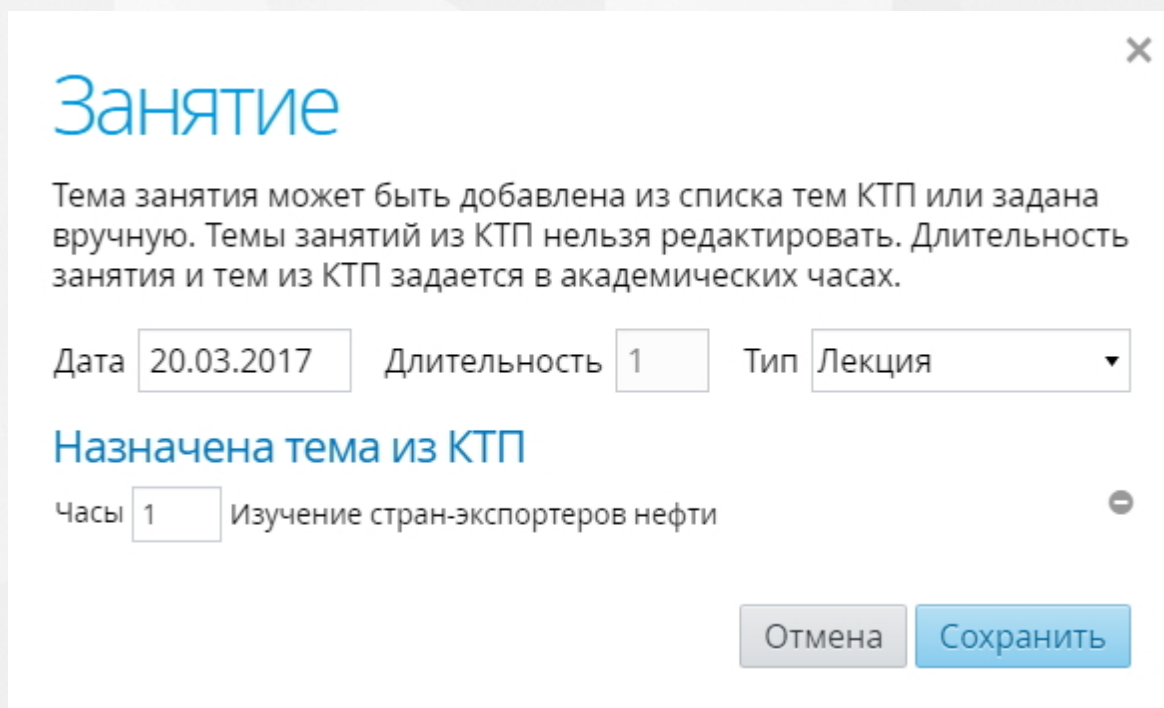 Занятие
Тема занятия может быть добавлена из списка тем КТП или задана
вручную. Темы занятий из КТП нельзя редактировать. Длительность
занятия и тем из КТП задается в академических часах.
Дата 20.03.2017 Длительность 1 Тип Лекция
Назначена тема из КТП
Часы 1 Изучение стран-экспортеров нефти
Отмена Сохранить